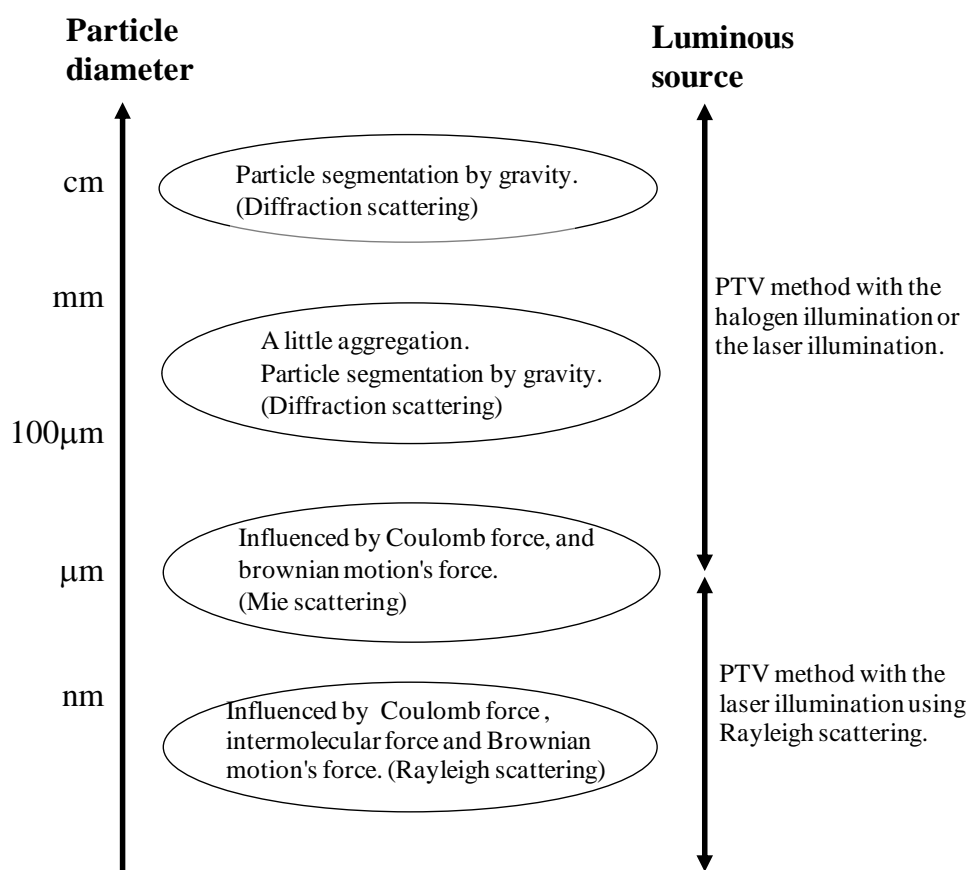 Particle
diameter
Luminous
source
cm
Particle segmentation by gravity.
(Diffraction scattering)
mm
PTV method with the
halogen illumination or
the laser illumination.
A little aggregation.
Particle segmentation by gravity.
(Diffraction scattering)
100μm
Influenced by Coulomb force, and
brownian motion's force.
(Mie scattering)
μm
nm
PTV method with the
laser illumination using
Rayleigh scattering.
Influenced by Coulomb force ,
intermolecular force and Brownian
motion's force. (Rayleigh scattering)